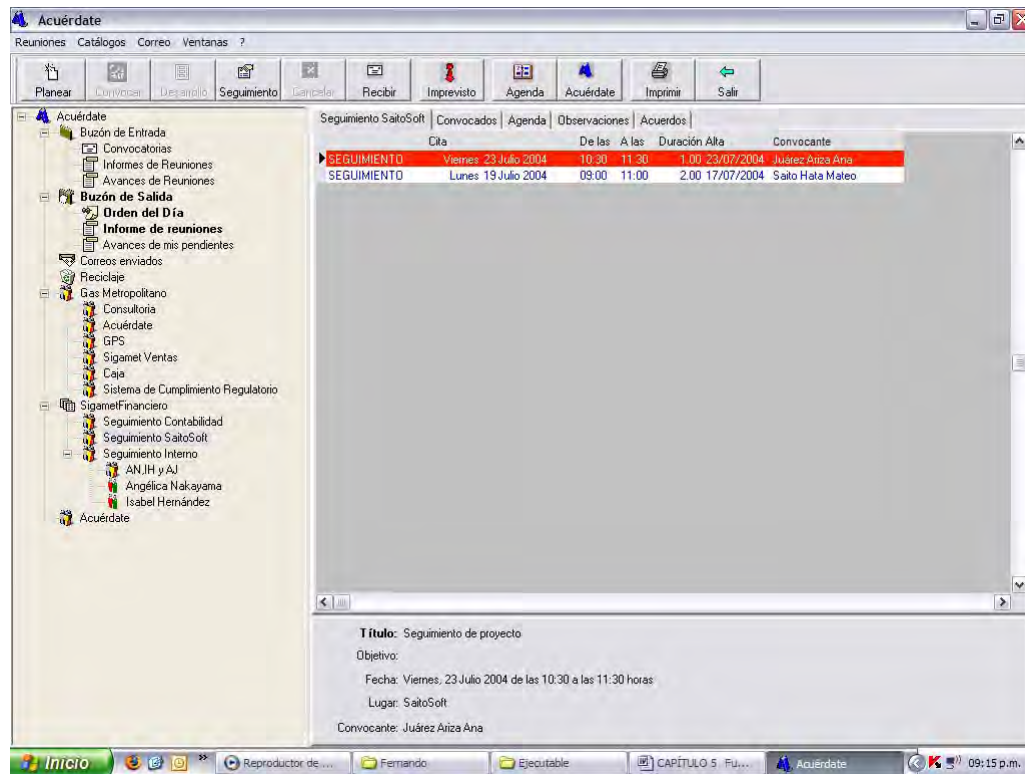 Acuérdate
Reuniones Catálogos Correo Ventanas ?
Planear Convocar Desarrollo Seguimiento Cancelar Recibir Imprevisto Agenda Acuérdate Imprimir Salir
Acuérdate
Buzón de Entrada
Convocatorias
Informes de Reuniones
Avances de Reuniones
Buzón de Salida
Orden del Día
Informe de reuniones
Avances de mis pendientes
Correos enviados
Reciclaje
Gas Metropolitano
Consultoria
Acuérdate
GPS
Sigamet Ventas
Caja
Sistema de Cumplimiento Regulatorio
SigametFinanciero
Seguimiento Contabilidad
Seguimiento SaitoSoft
Seguimiento Interno
AN,IH y AJ
Angélica Nakayama
Isabel Hernández
Acuérdate
Seguimiento SaitoSoft Convocados Agenda Observaciones Acuerdos
Cita De las A las Duración Alta Convocante
SEGUIMIENTO Viernes 23 Julio 2004 10:30 11:30 1.00 23/07/2004 Juárez Ariza Ana
SEGUIMIENTO Lunes 19 Julio 2004 09:00 11:00 2.00 17/07/2004 Saito Hata Mateo
Título: Seguimiento de proyecto
Objetivo:
Fecha: Viernes, 23 Julio 2004 de las 10:30 a las 11:30 horas
Lugar: SaitoSoft
Convocante: Juárez Ariza Ana
Inicio Reproductor de ... Fernando Ejecutable CAPÍTULO 5 Fu... Acuérdate 09:15 p.m.